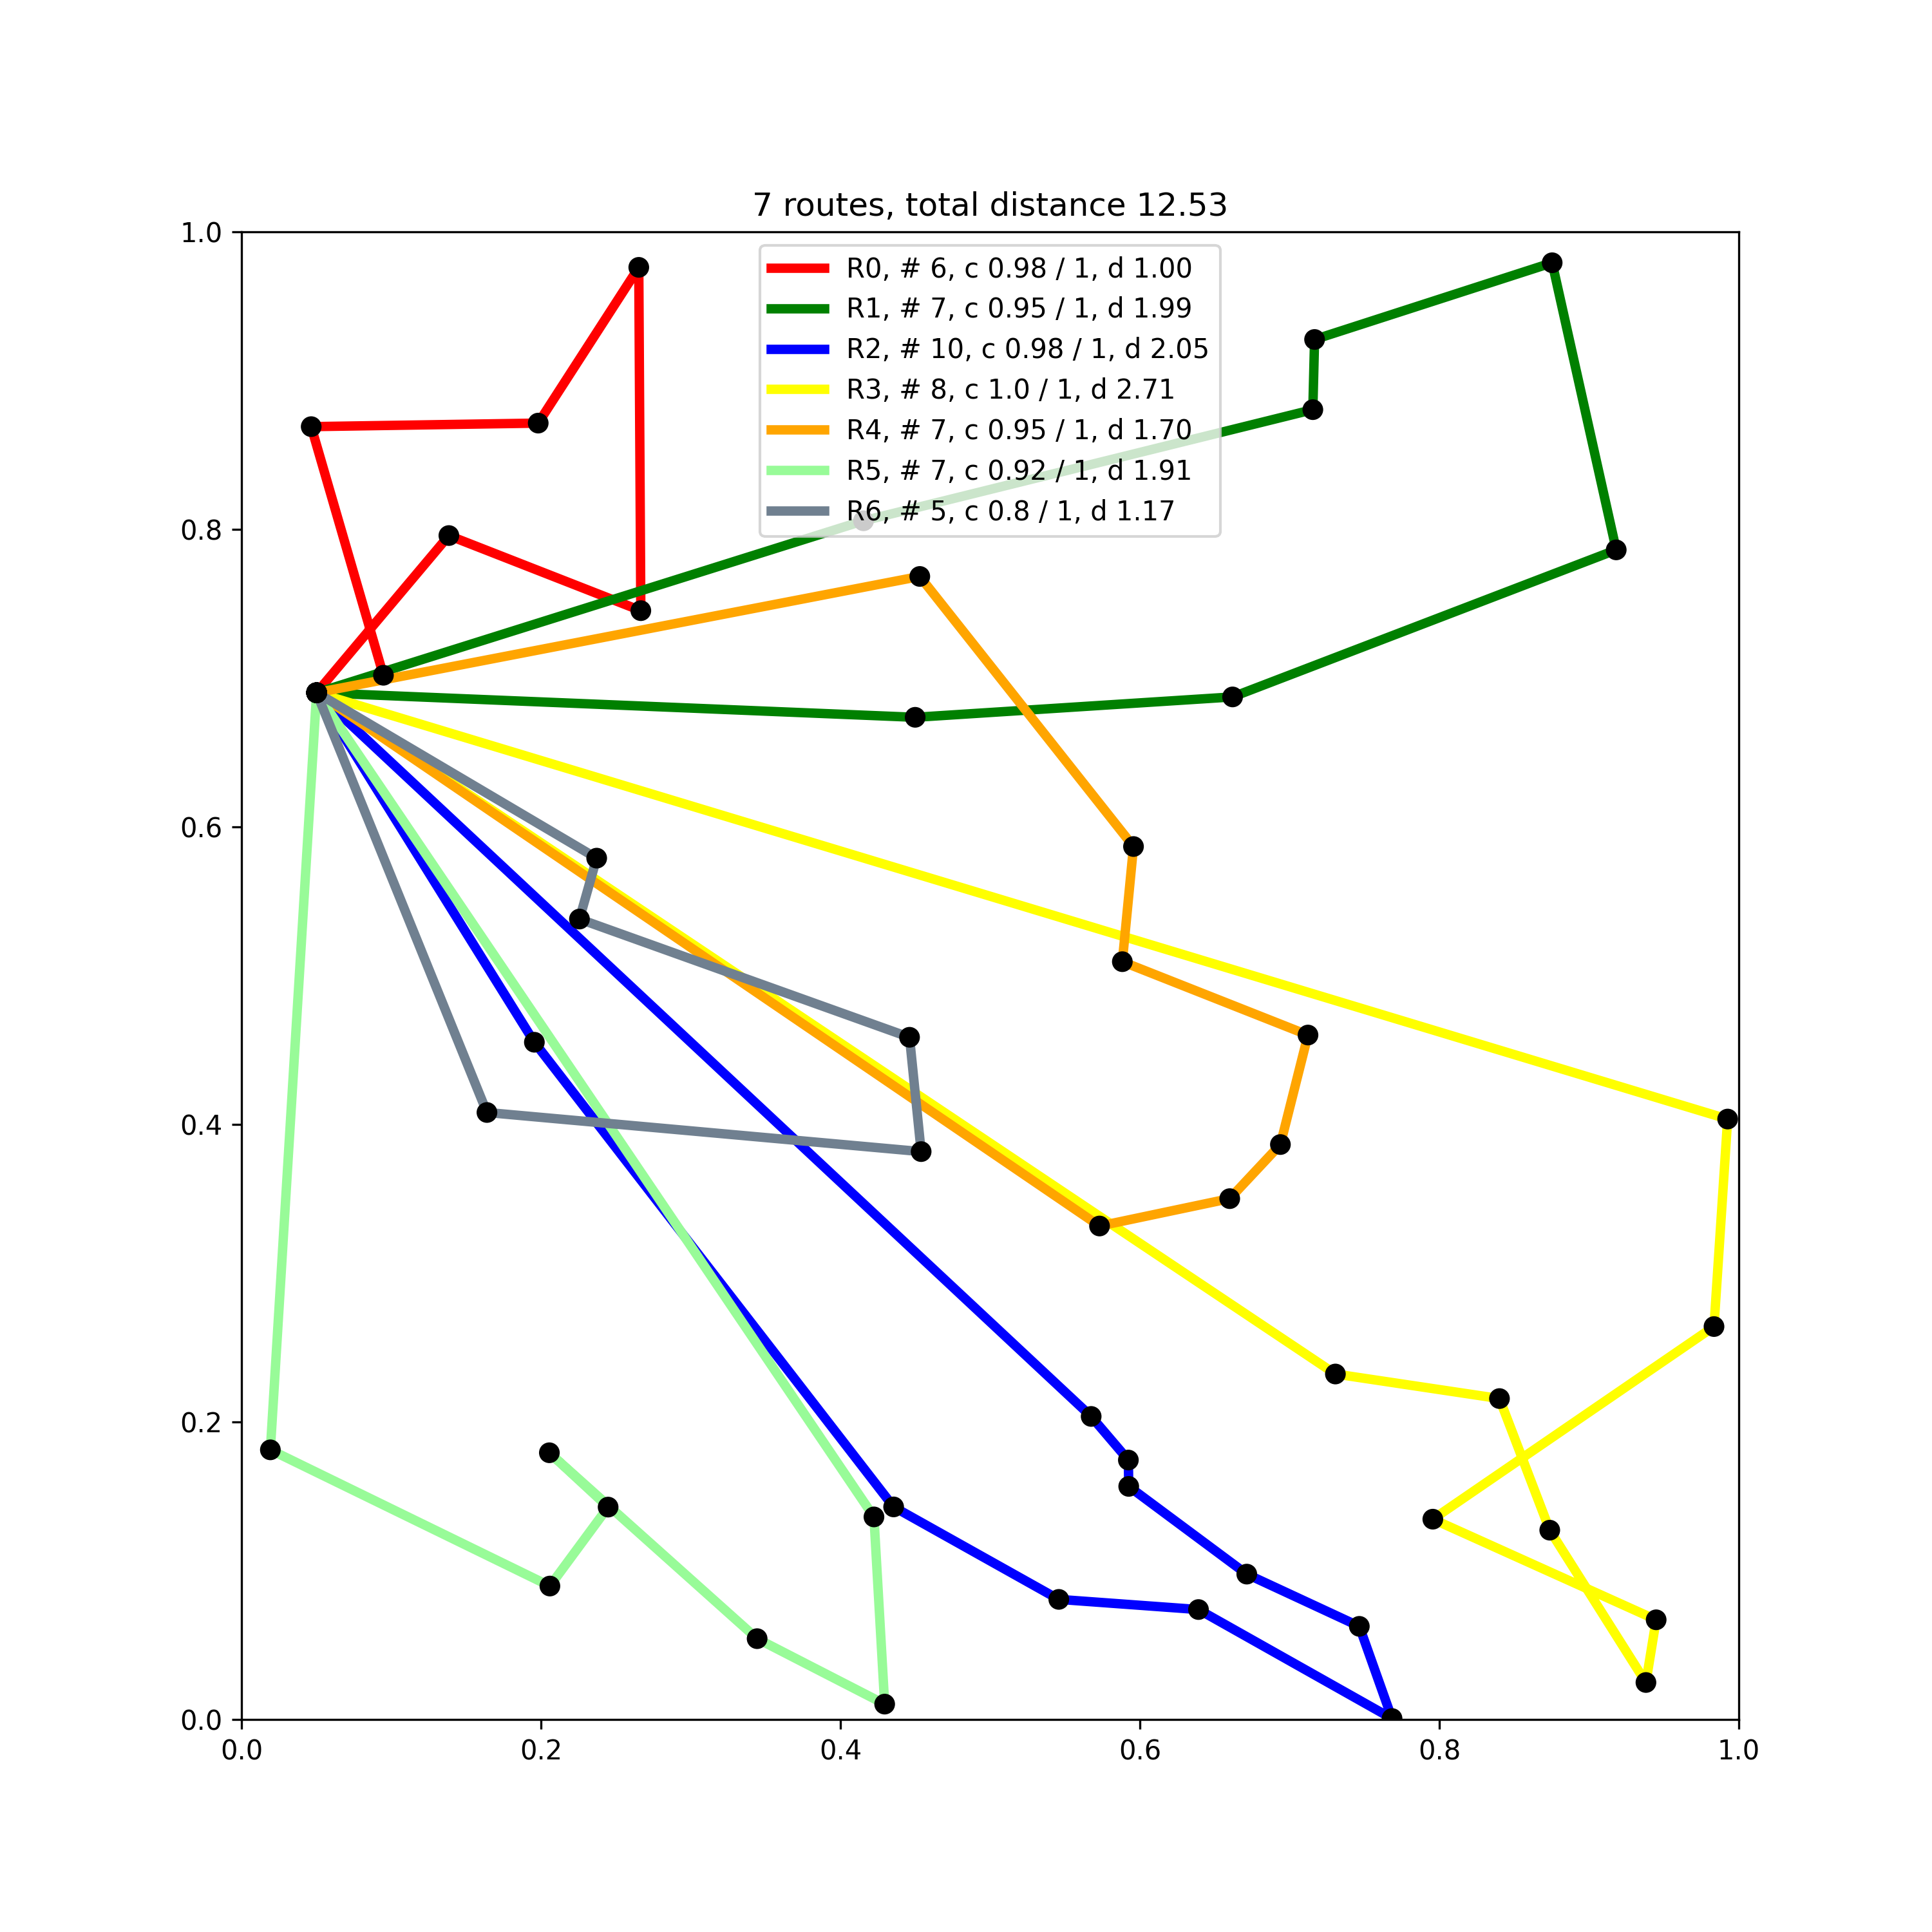 7 routes, total distance 12.53
R0, # 6, c 0.98 / 1, d 1.00
R1, # 7, c 0.95 / 1, d 1.99
R2, # 10, c 0.98 / 1, d 2.05
R3, # 8, c 1.0 / 1, d 2.71
R4, # 7, c 0.95 / 1, d 1.70
R5, # 7, c 0.92 / 1, d 1.91
R6, # 5, c 0.8 / 1, d 1.17
1.0
0.8
0.6
0.4
0.2
0.0
0.0 0.2 0.4 0.6 0.8 1.0